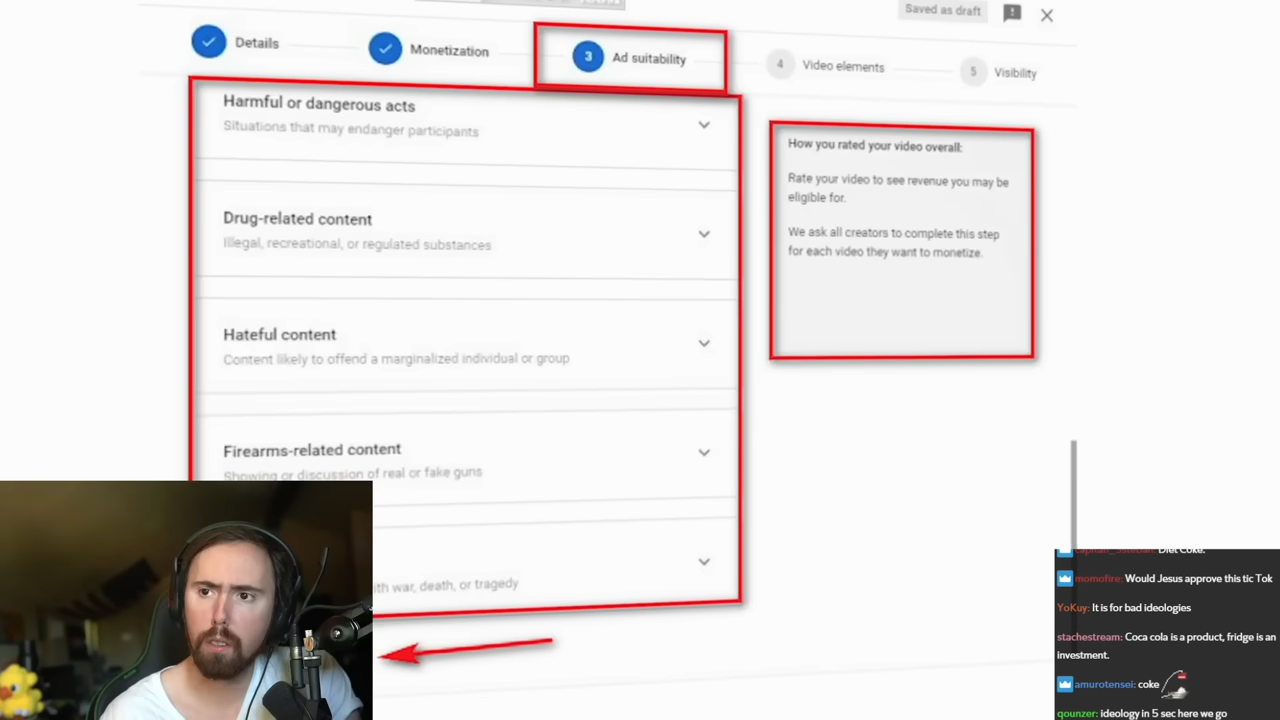 Saved as draft
Details
Monetization
3 Ad suitability
4 Video elements
5 Visibility
Harmful or dangerous acts
Situations that may endanger participants
Drug-related content
Illegal, recreational, or regulated substances
Hateful content
Content likely to offend a marginalized individual or group
Firearms-related content
Showing or discussion of real or fake guns
with war, death, or tragedy
How you rated your video overall:
Rate your video to see revenue you may be
eligible for.
We ask all creators to complete this step
for each video they want to monetize.
Diet Coke.
momofire: Would Jesus approve this tic Tok
YoKuy: It is for bad ideologies
stachestream: Coca cola is a product, fridge is an
investment.
amurotensei: coke
qounzer: ideology in 5 sec here we go